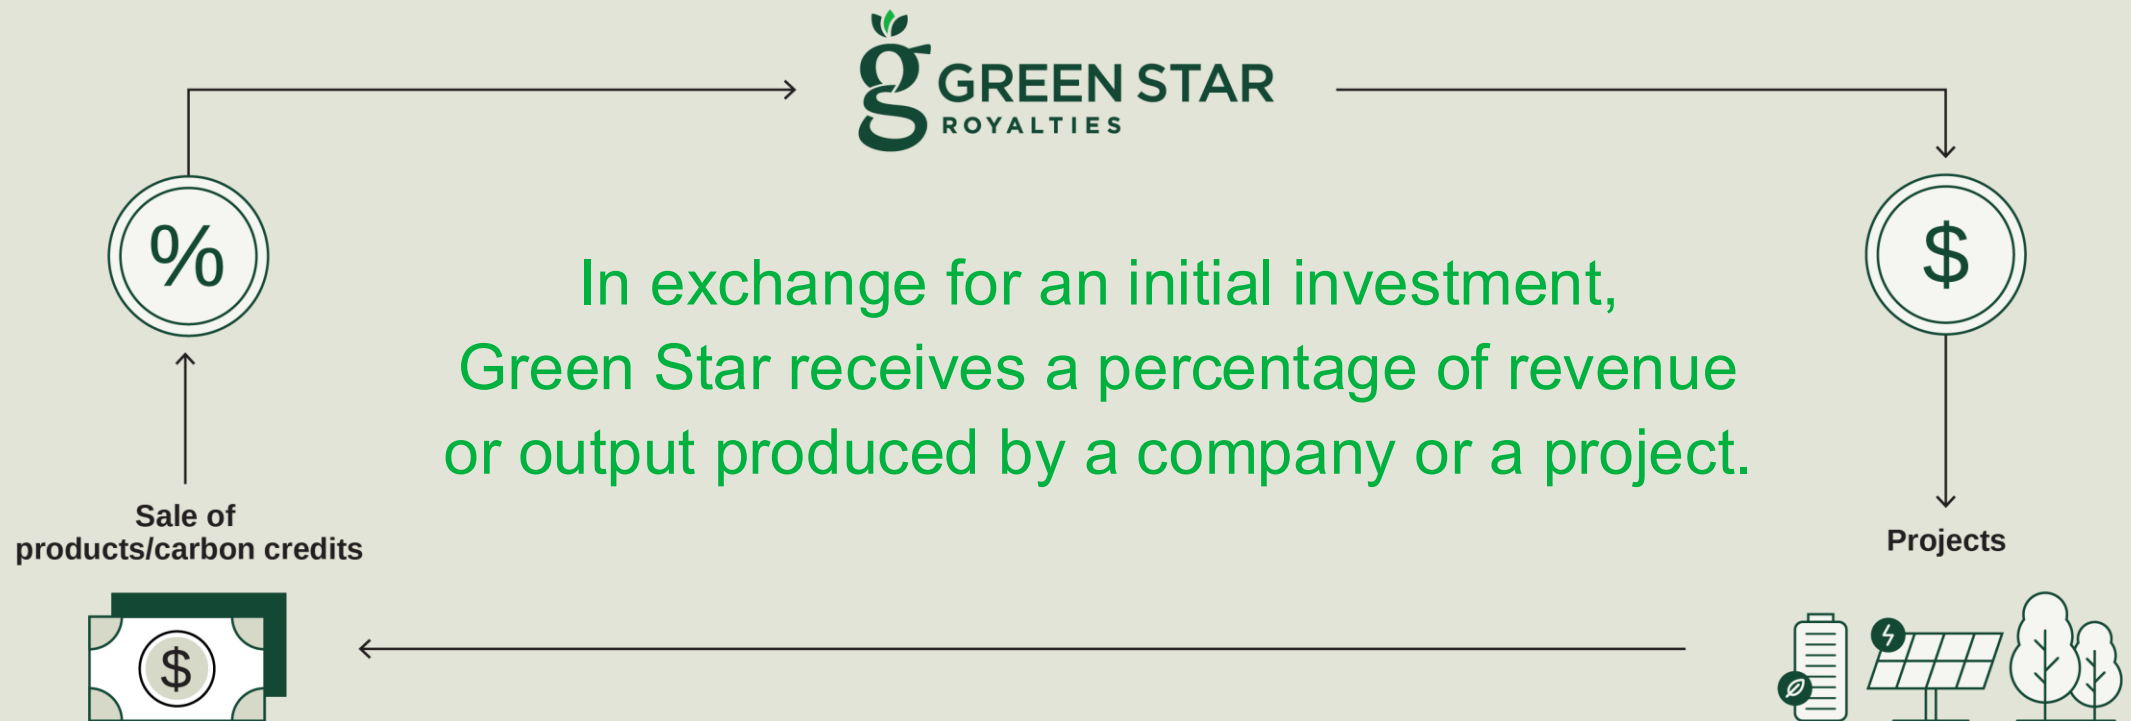 GREEN STAR
ROYALTIES
%
$
In exchange for an initial investment,
Green Star receives a percentage of revenue
or output produced by a company or a project.
Sale of
products/carbon credits
Projects
$